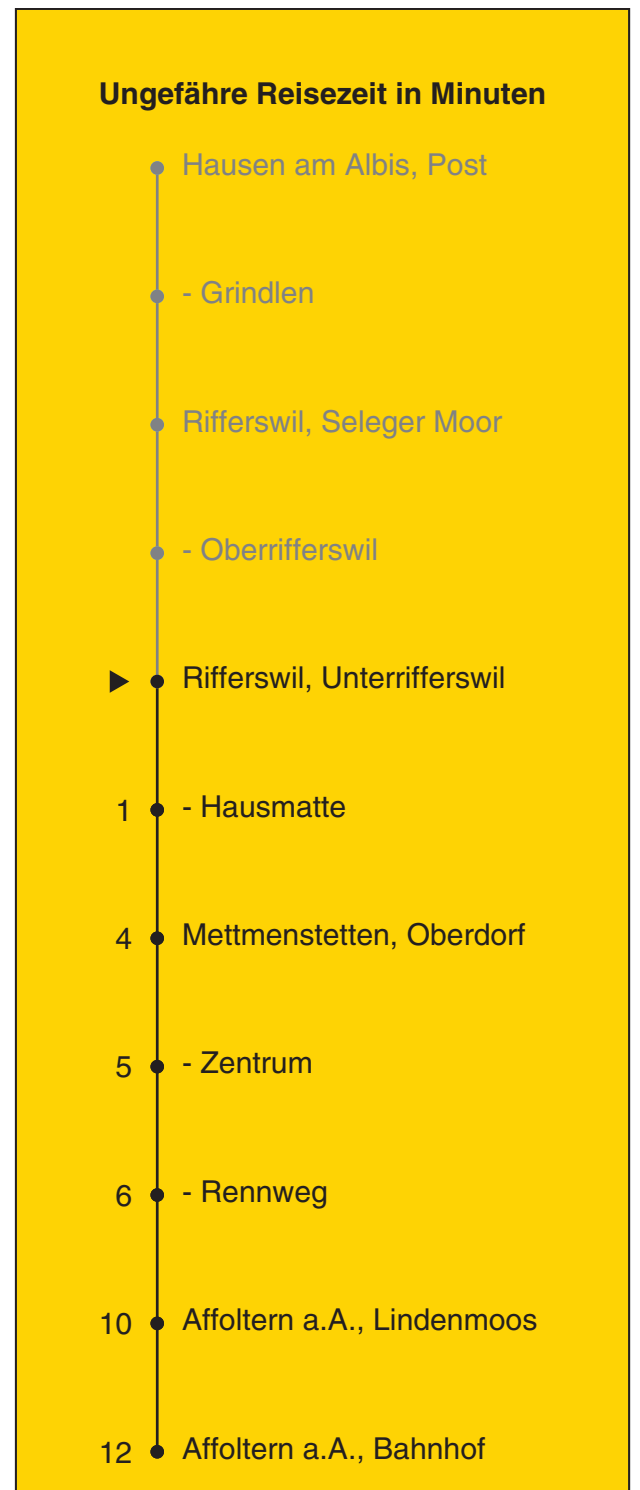 Ungefähre Reisezeit in Minuten
Hausen am Albis, Post
- Grindlen
Rifferswil, Seleger Moor
- Oberrifferswil
Rifferswil, Unterrifferswil
1 - Hausmatte
4 Mettmenstetten, Oberdorf
5 - Zentrum
6 - Rennweg
10 Affoltern a.A., Lindenmoos
12 Affoltern a.A., Bahnhof